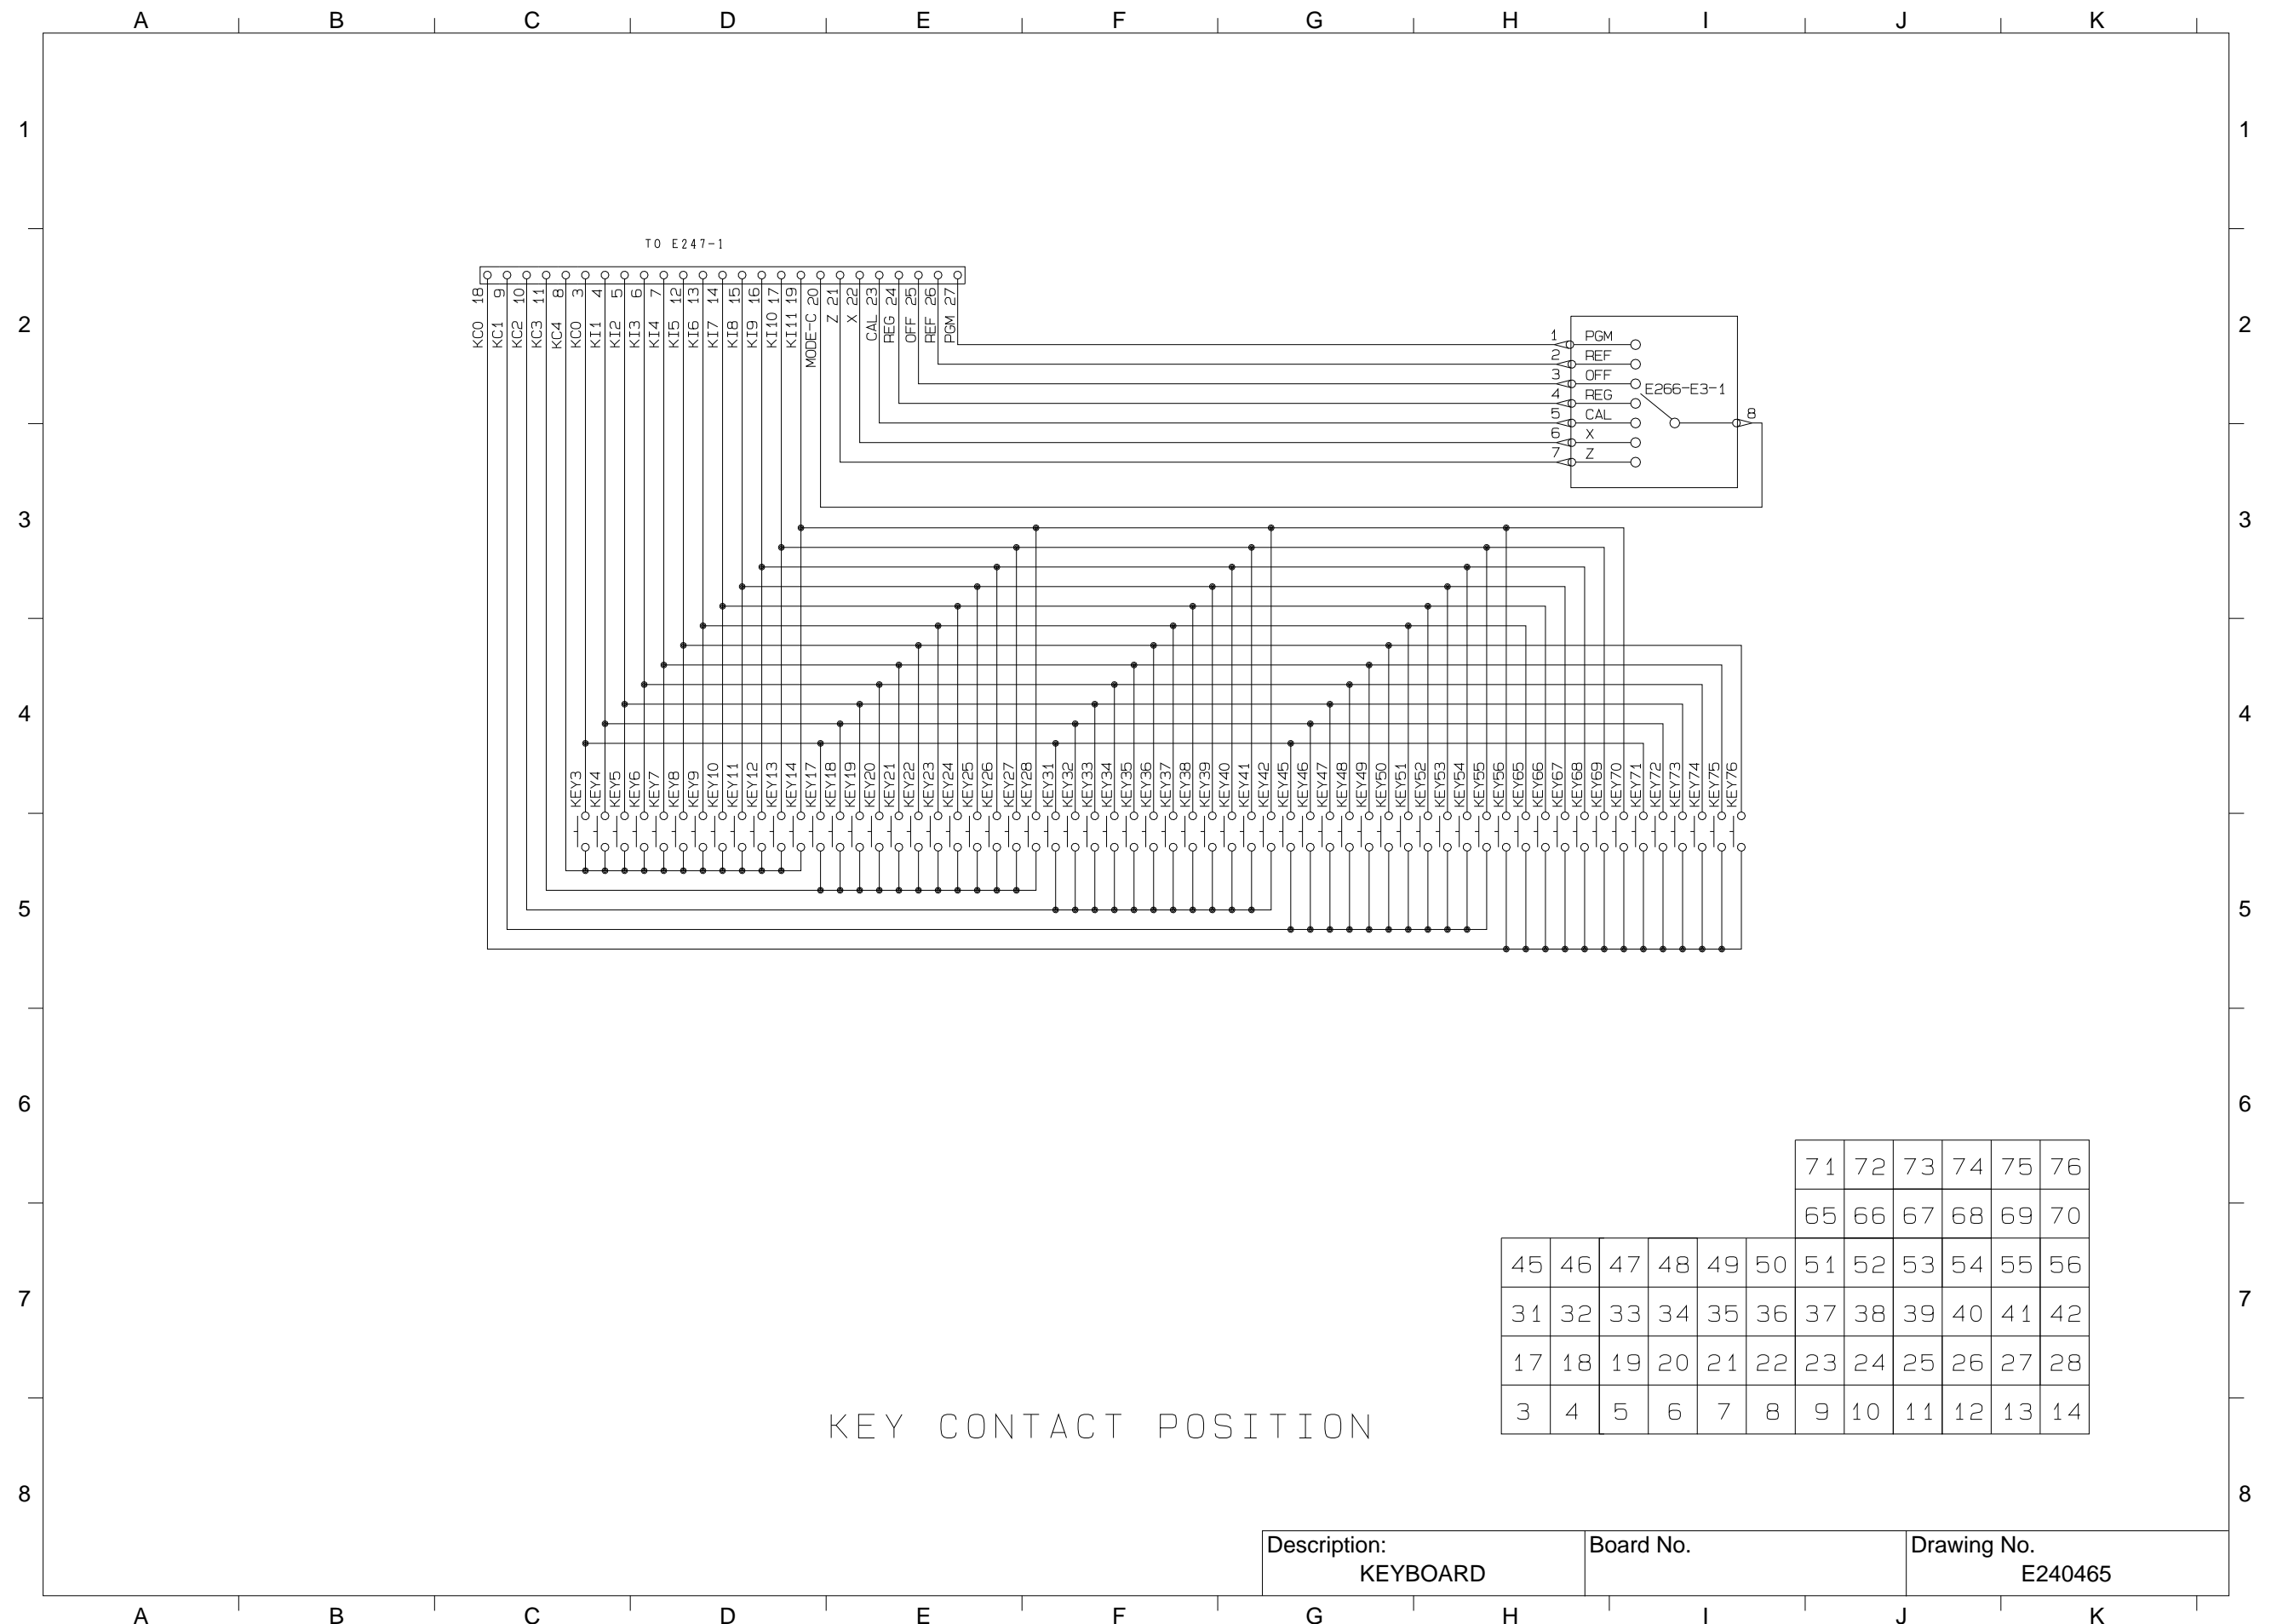 A B C D E F G H I J K
1 1
TO E247-1
KC0 18
KC1 9
KC2 10
KC3 11
KC4 8
KC0 3
KI1 4
KI2 5
KI3 6
KI4 7
KI5 12
KI6 13
KI7 14
KI8 15
KI9 16
KI10 17
KI11 19
MODE-C 20
Z 21
X 22
CAL 23
REG 24
OFF 25
REF 26
PGM 27
2 2
1 PGM
2 REF
3 OFF
E266-E3-1
4 REG
5 CAL 8
6 X
7 Z
3 3
4 4
KEY3
KEY4
KEY5
KEY6
KEY7
KEY8
KEY9
KEY10
KEY11
KEY12
KEY13
KEY14
KEY17
KEY18
KEY19
KEY20
KEY21
KEY22
KEY23
KEY24
KEY25
KEY26
KEY27
KEY28
KEY31
KEY32
KEY33
KEY34
KEY35
KEY36
KEY37
KEY38
KEY39
KEY40
KEY41
KEY42
KEY45
KEY46
KEY47
KEY48
KEY49
KEY50
KEY51
KEY52
KEY53
KEY54
KEY55
KEY56
KEY65
KEY66
KEY67
KEY68
KEY69
KEY70
KEY71
KEY72
KEY73
KEY74
KEY75
KEY76
5 5
6 6
71 72 73 74 75 76
65 66 67 68 69 70
45 46 47 48 49 50 51 52 53 54 55 56
7 7
31 32 33 34 35 36 37 38 39 40 41 42
17 18 19 20 21 22 23 24 25 26 27 28
3 4 5 6 7 8 9 10 11 12 13 14
KEY CONTACT POSITION
8 8
Description: Board No. Drawing No.
KEYBOARD E240465
A B C D E F G H I J K